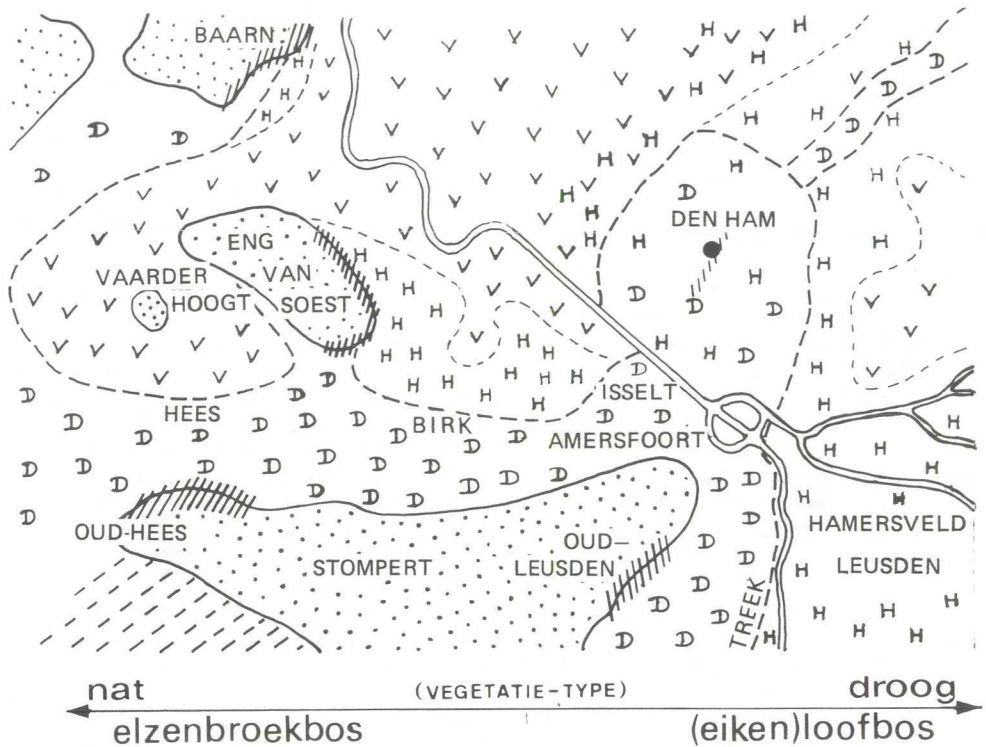 BAARN
ENG
VAN
SOEST
VAARDER
HOOGT
DEN HAM
HEES
BIRK
ISSELT
AMERSFOORT
OUD-HEES
STOMPERT
OUD–
LEUSDEN
TREEK
HAMERSVELD
LEUSDEN
nat (VEGETATIE-TYPE) droog
elzenbroekbos (eiken)loofbos